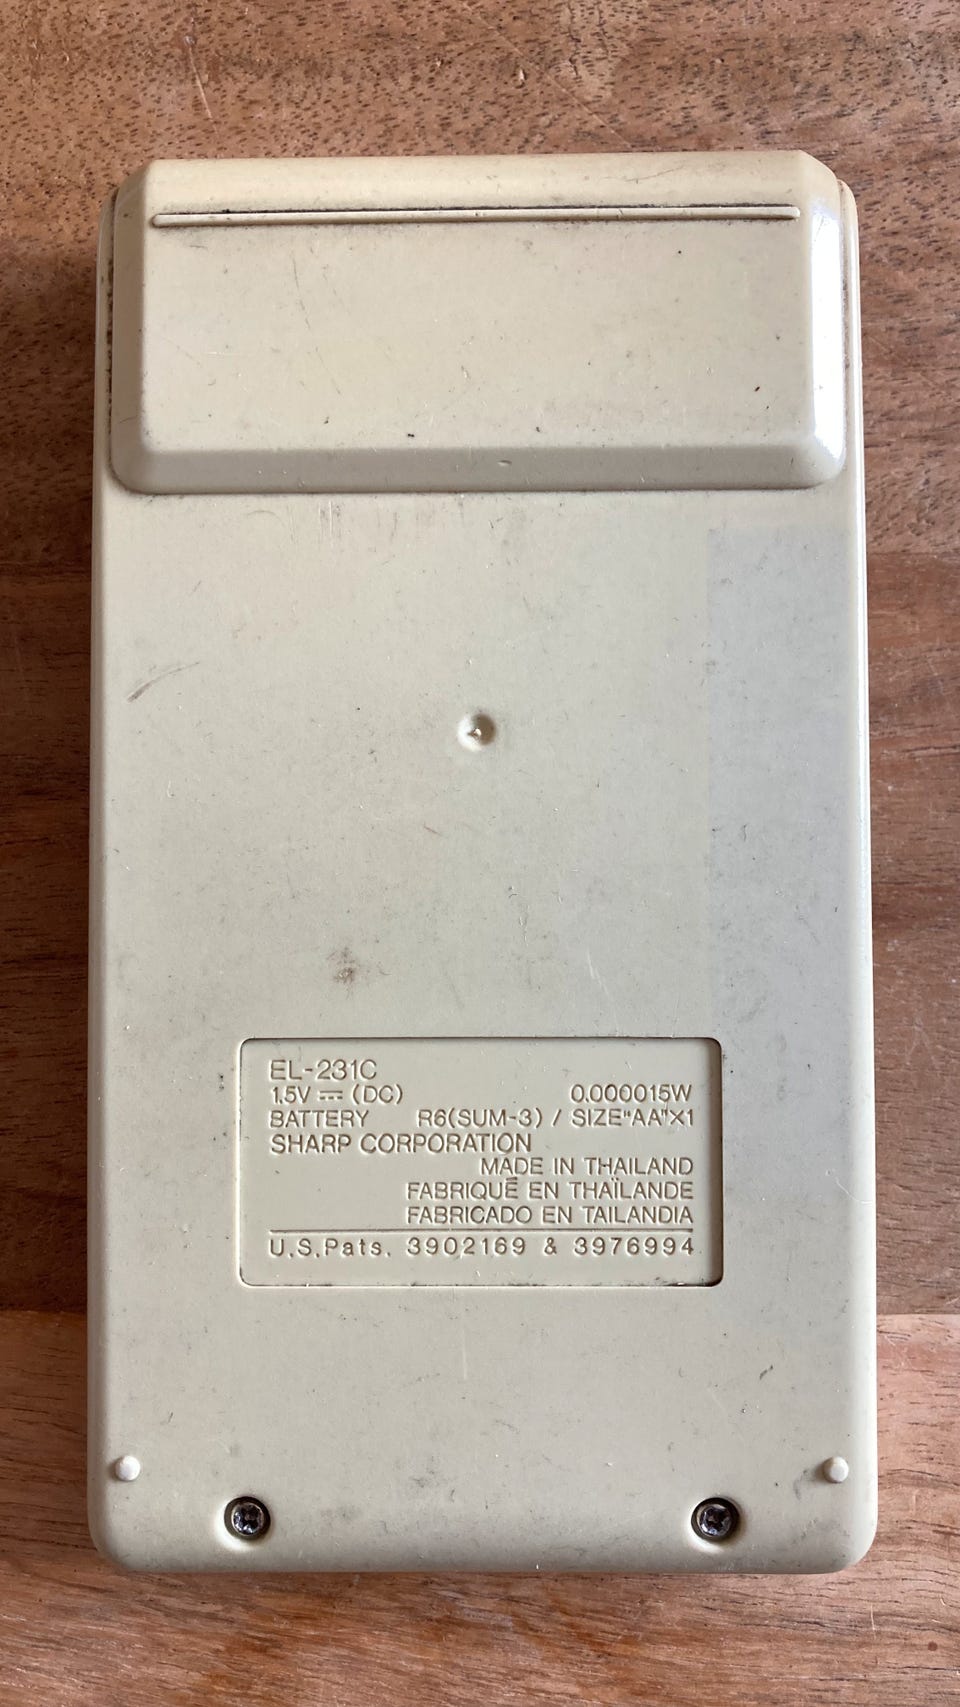 EL-231C
1.5V ⎓ (DC) 0.000015W
BATTERY R6(SUM-3) / SIZE"AA"×1
SHARP CORPORATION
MADE IN THAILAND
FABRIQUÉ EN THAÏLANDE
FABRICADO EN TAILANDIA
U.S.Pats. 3902169 & 3976994